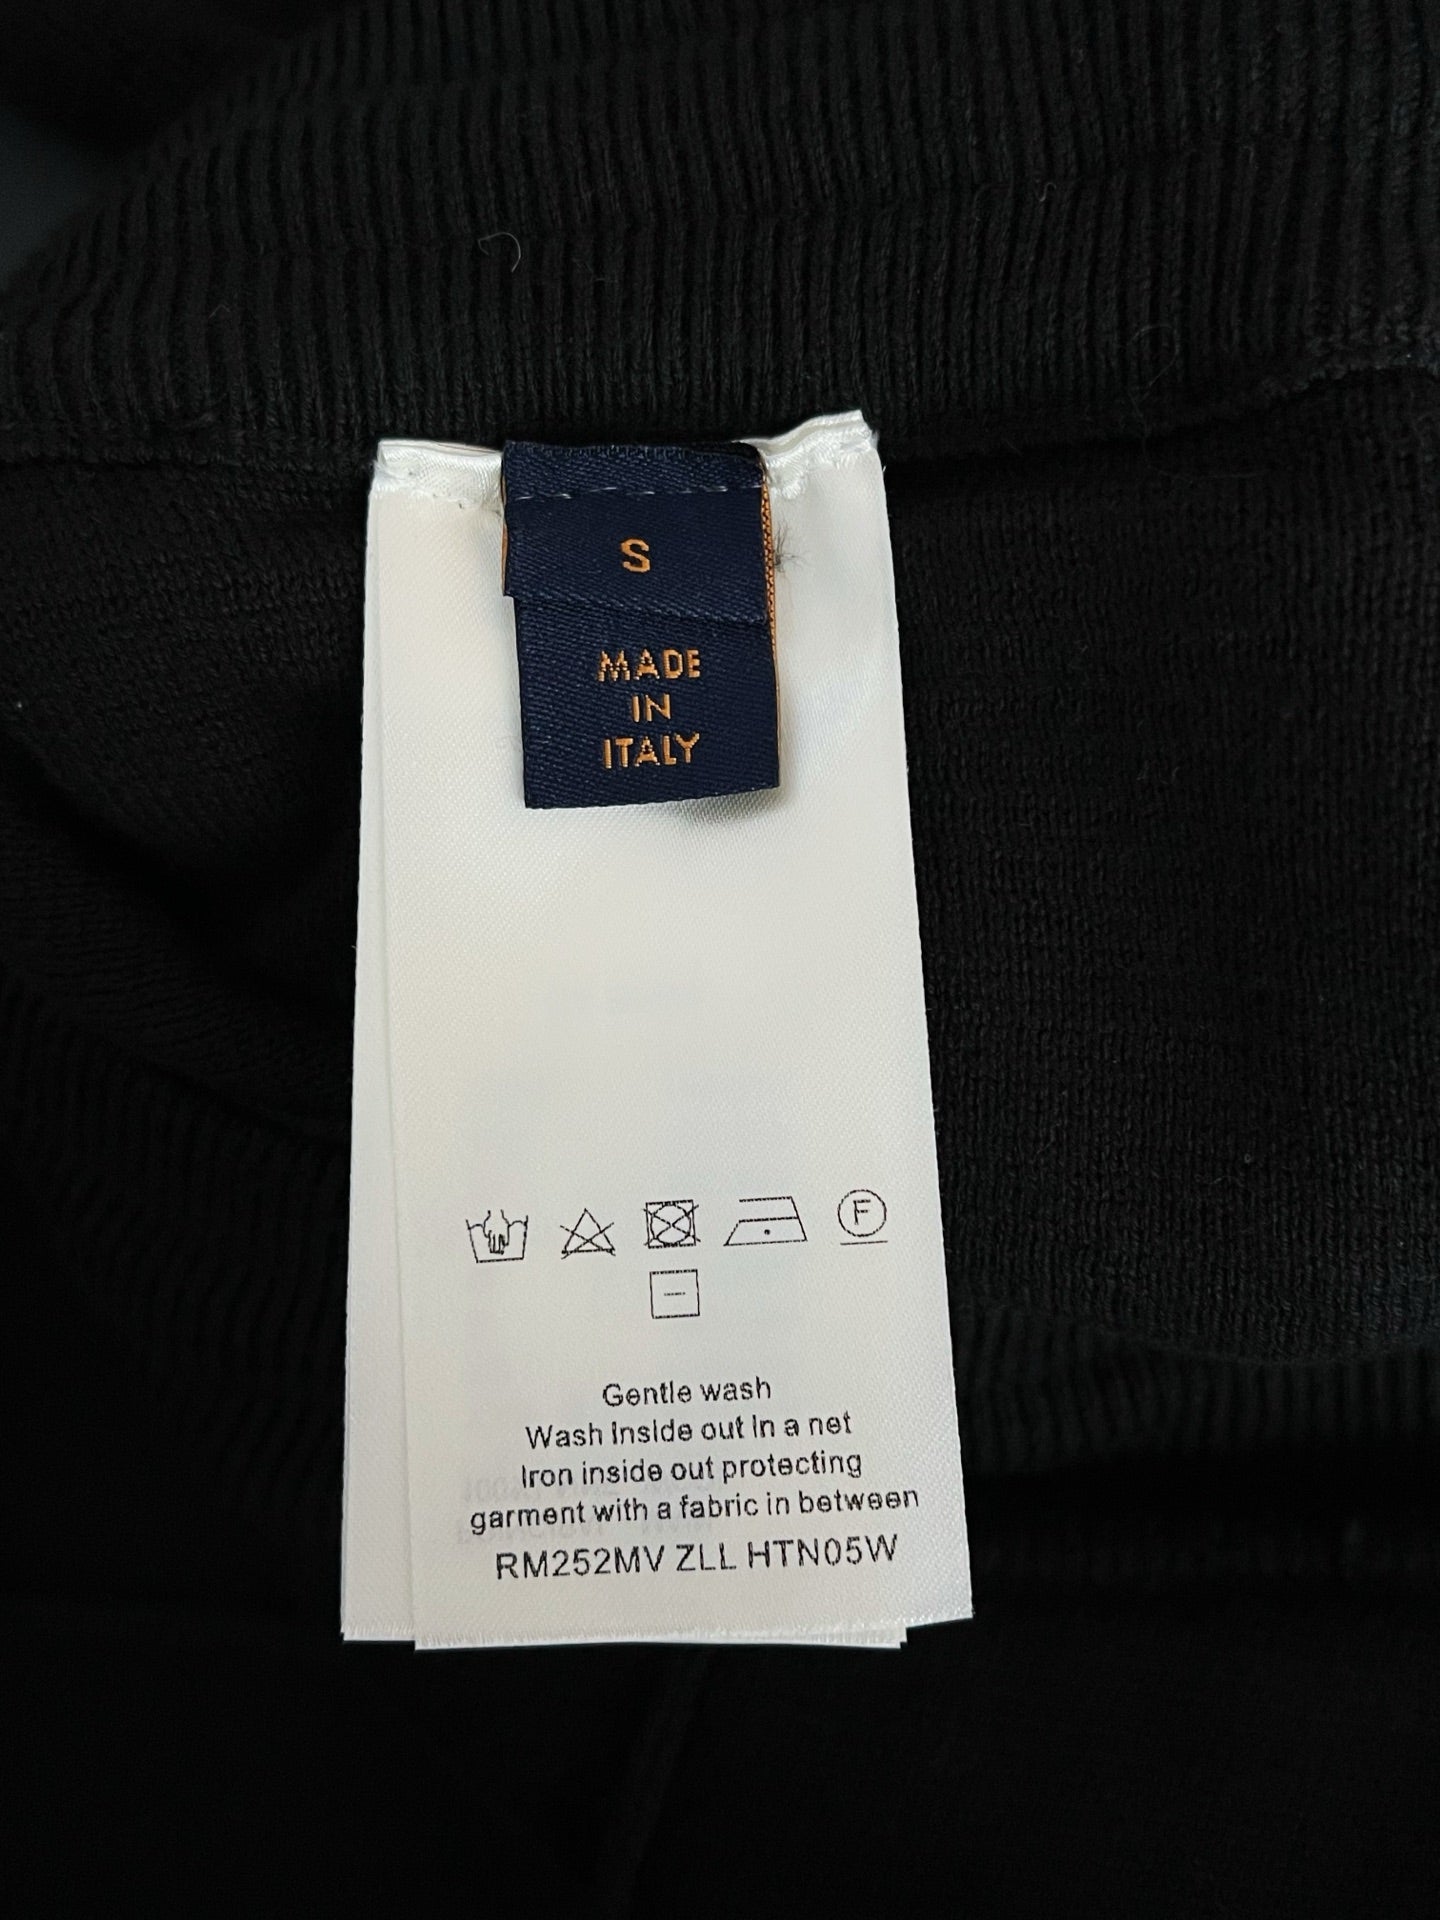 S
MADE
IN
ITALY
F
Gentle wash
Wash inside out in a net
Iron inside out protecting
garment with a fabric in between
RM252MV ZLL HTN05W